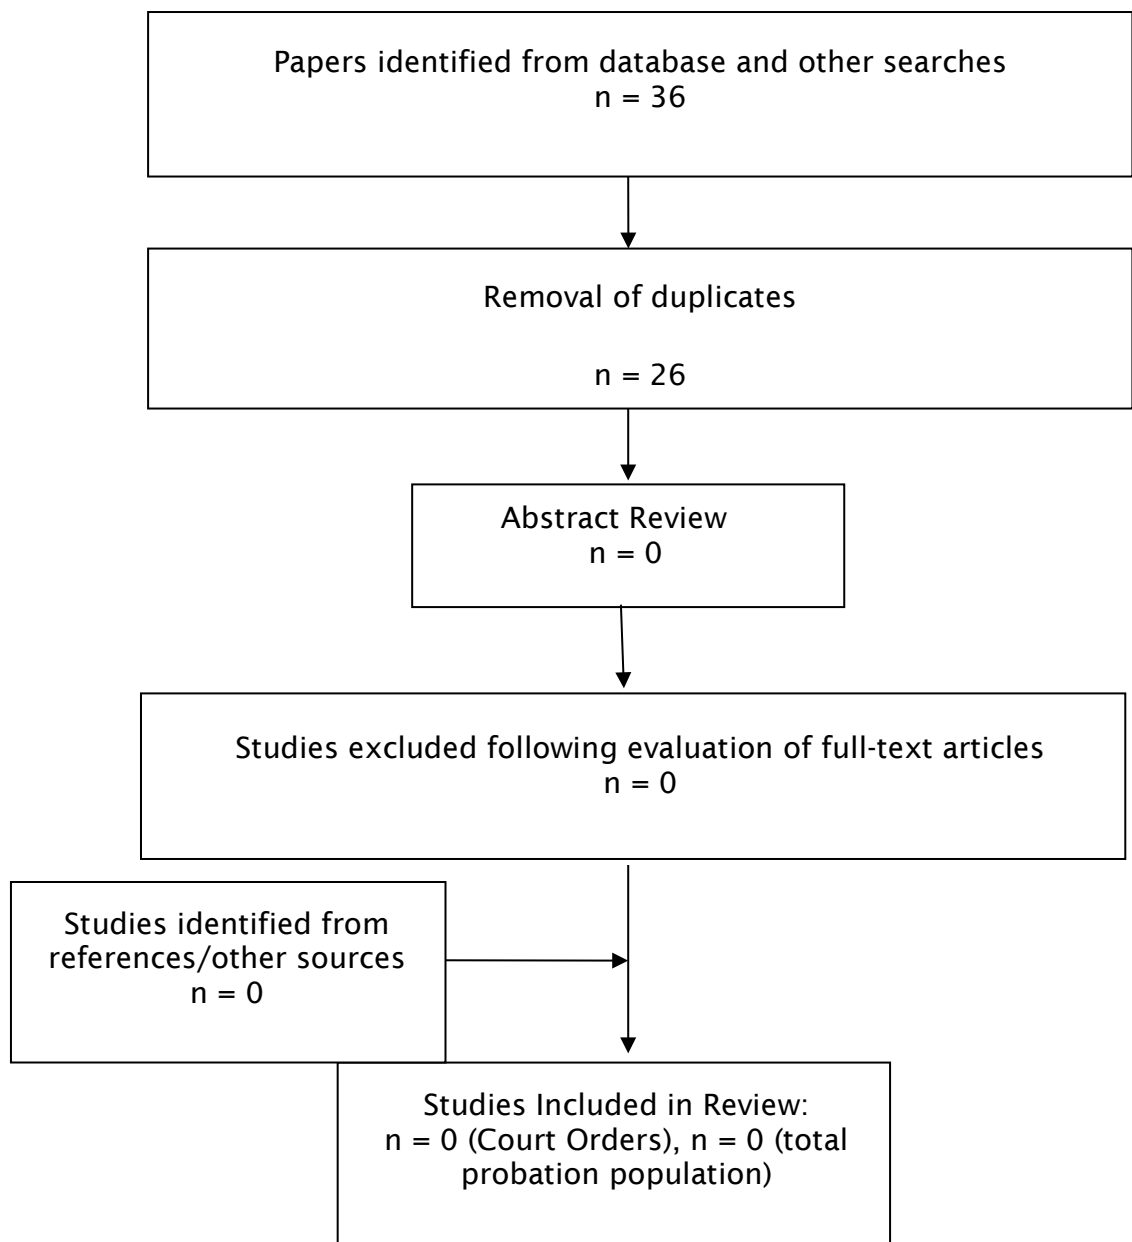 Papers identified from database and other searches
n = 36
Removal of duplicates
n = 26
Abstract Review
n = 0
Studies excluded following evaluation of full-text articles
n = 0
Studies identified from
references/other sources
n = 0
Studies Included in Review:
n = 0 (Court Orders), n = 0 (total
probation population)